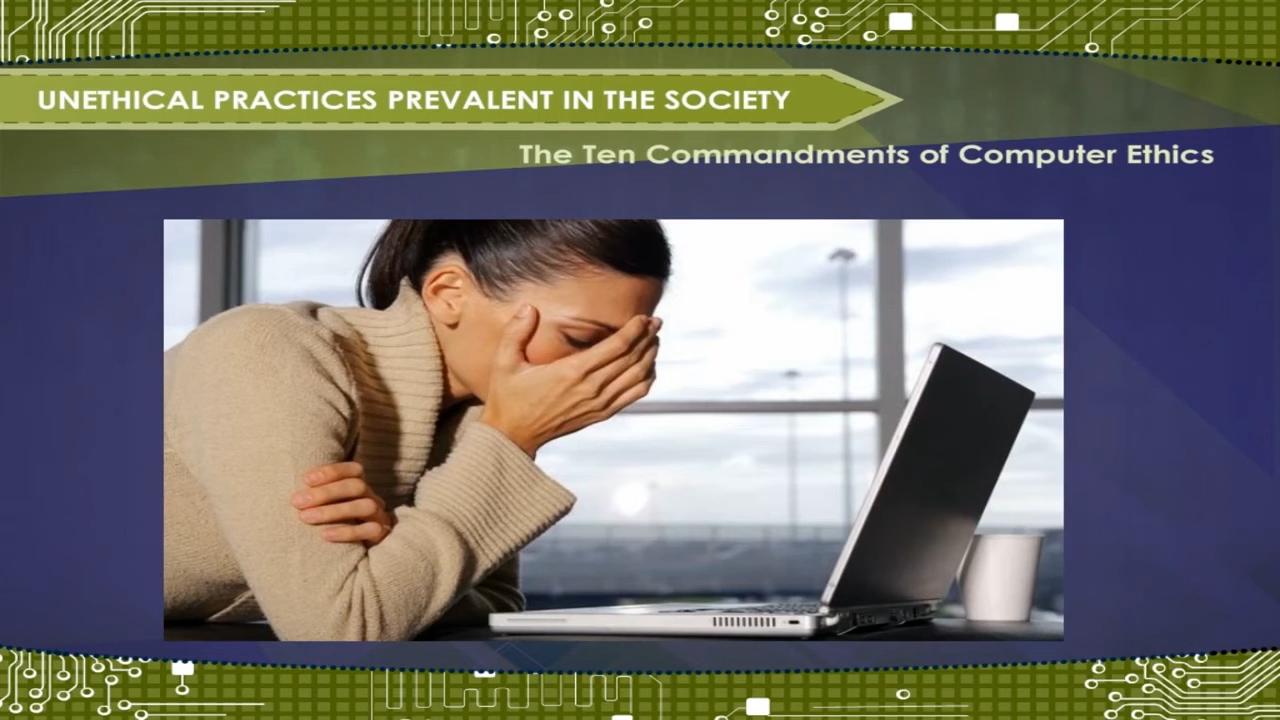 UNETHICAL PRACTICES PREVALENT IN THE SOCIETY
The Ten Commandments of Computer Ethics